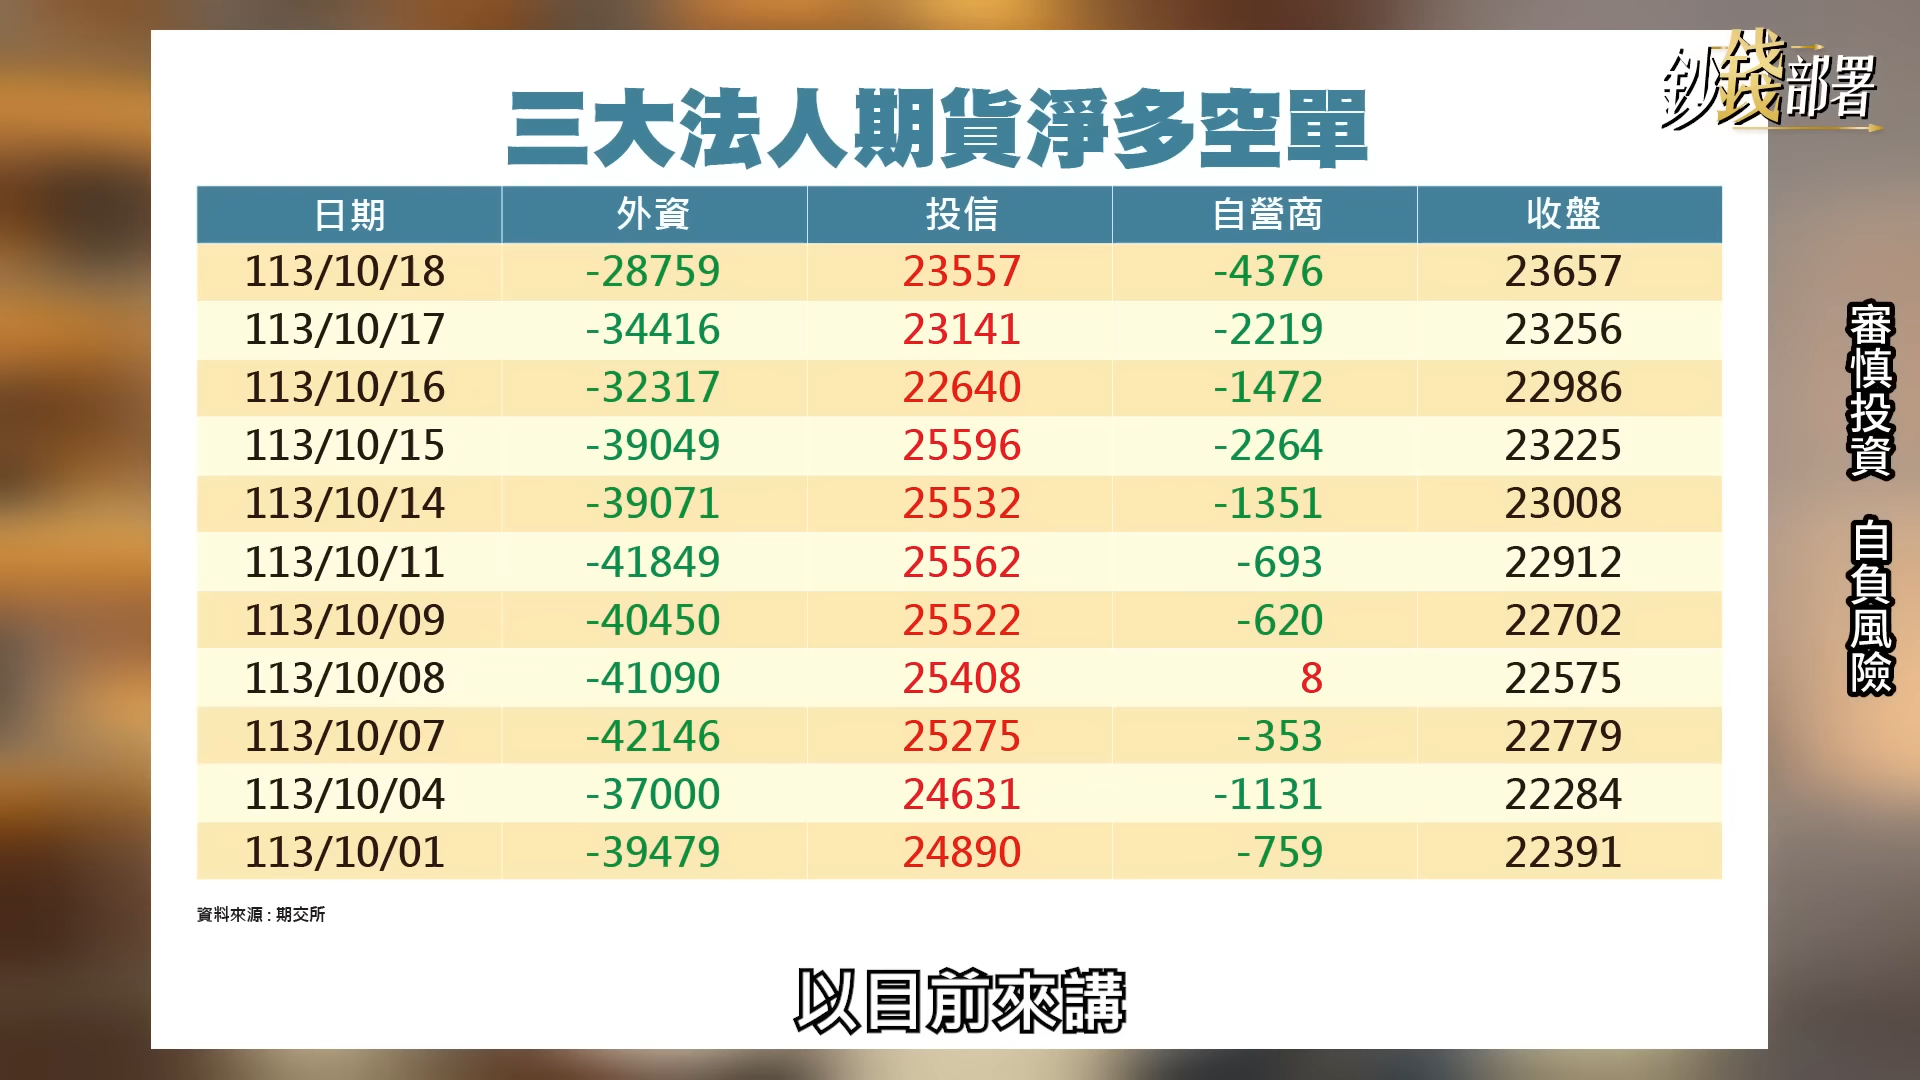 鈔錢部署
三大法人期貨淨多空單
日期 外資 投信 自營商 收盤
113/10/18 -28759 23557 -4376 23657
113/10/17 -34416 23141 -2219 23256
113/10/16 -32317 22640 -1472 22986
113/10/15 -39049 25596 -2264 23225
113/10/14 -39071 25532 -1351 23008
113/10/11 -41849 25562 -693 22912
113/10/09 -40450 25522 -620 22702
113/10/08 -41090 25408 8 22575
113/10/07 -42146 25275 -353 22779
113/10/04 -37000 24631 -1131 22284
113/10/01 -39479 24890 -759 22391
資料來源 : 期交所
審慎投資 自負風險
以目前來講